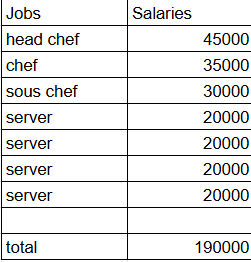 Jobs Salaries
head chef 45000
chef 35000
sous chef 30000
server 20000
server 20000
server 20000
server 20000
total 190000